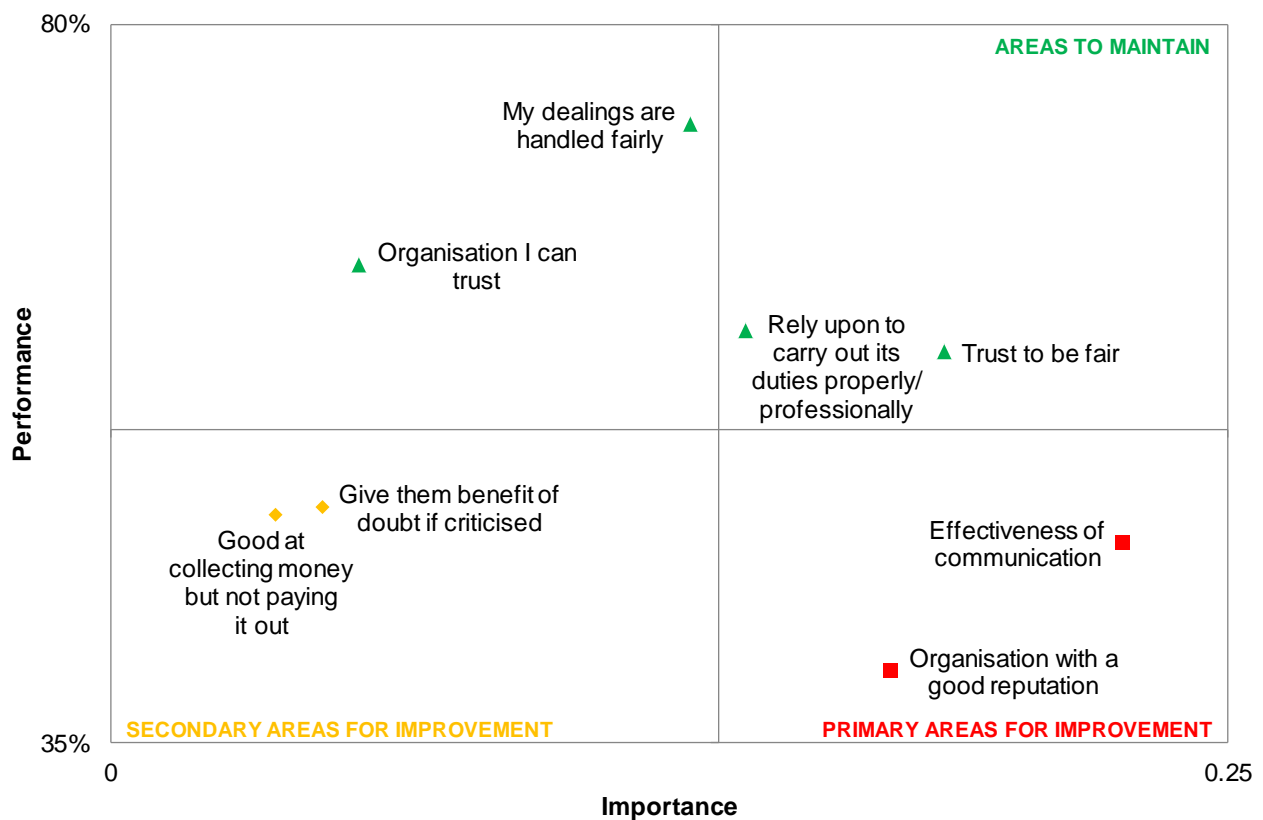 80%
AREAS TO MAINTAIN
My dealings are
handled fairly
Organisation I can
trust
Rely upon to
carry out its
duties properly/
professionally
Trust to be fair
Performance
Give them benefit of
doubt if criticised
Good at
collecting money
but not paying
it out
Effectiveness of
communication
Organisation with a
good reputation
SECONDARY AREAS FOR IMPROVEMENT
PRIMARY AREAS FOR IMPROVEMENT
35%
0
0.25
Importance